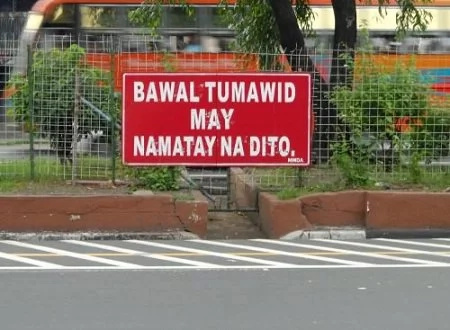 BAWAL TUMAWID
MAY
NAMATAY NA DITO.
MMDA